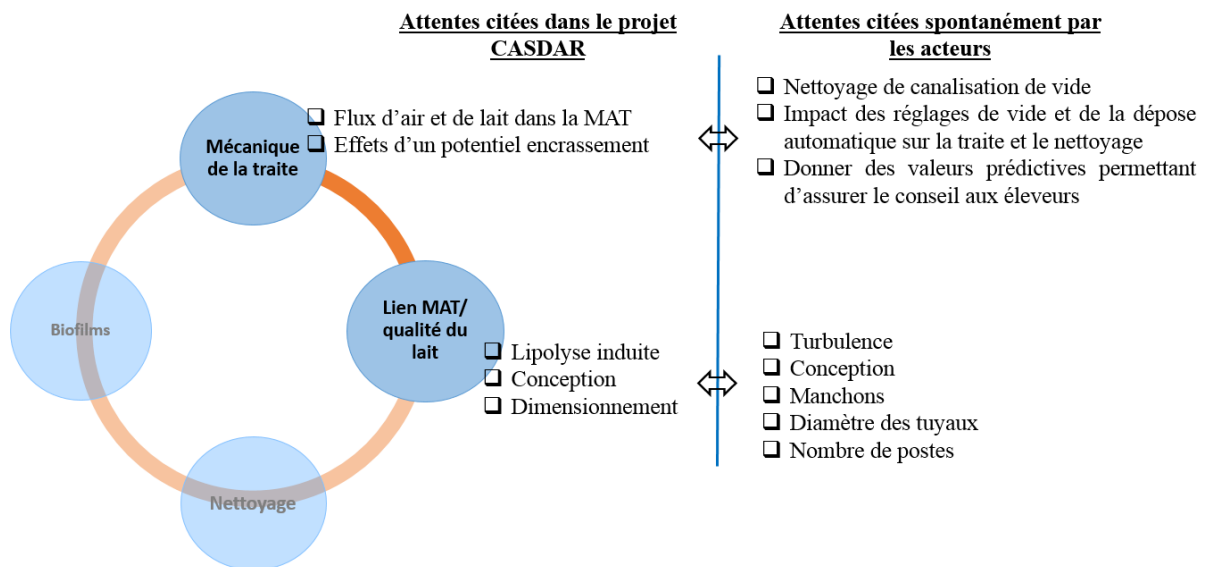 Attentes citées dans le projet
CASDAR
Attentes citées spontanément par
les acteurs
Mécanique
de la traite
❑ Flux d’air et de lait dans la MAT
❑ Effets d’un potentiel encrassement
❑ Nettoyage de canalisation de vide
❑ Impact des réglages de vide et de la dépose
automatique sur la traite et le nettoyage
❑ Donner des valeurs prédictives permettant
d’assurer le conseil aux éleveurs
Biofilms
Lien MAT/
qualité du
lait
❑ Lipolyse induite
❑ Conception
❑ Dimensionnement
❑ Turbulence
❑ Conception
❑ Manchons
❑ Diamètre des tuyaux
❑ Nombre de postes
Nettoyage